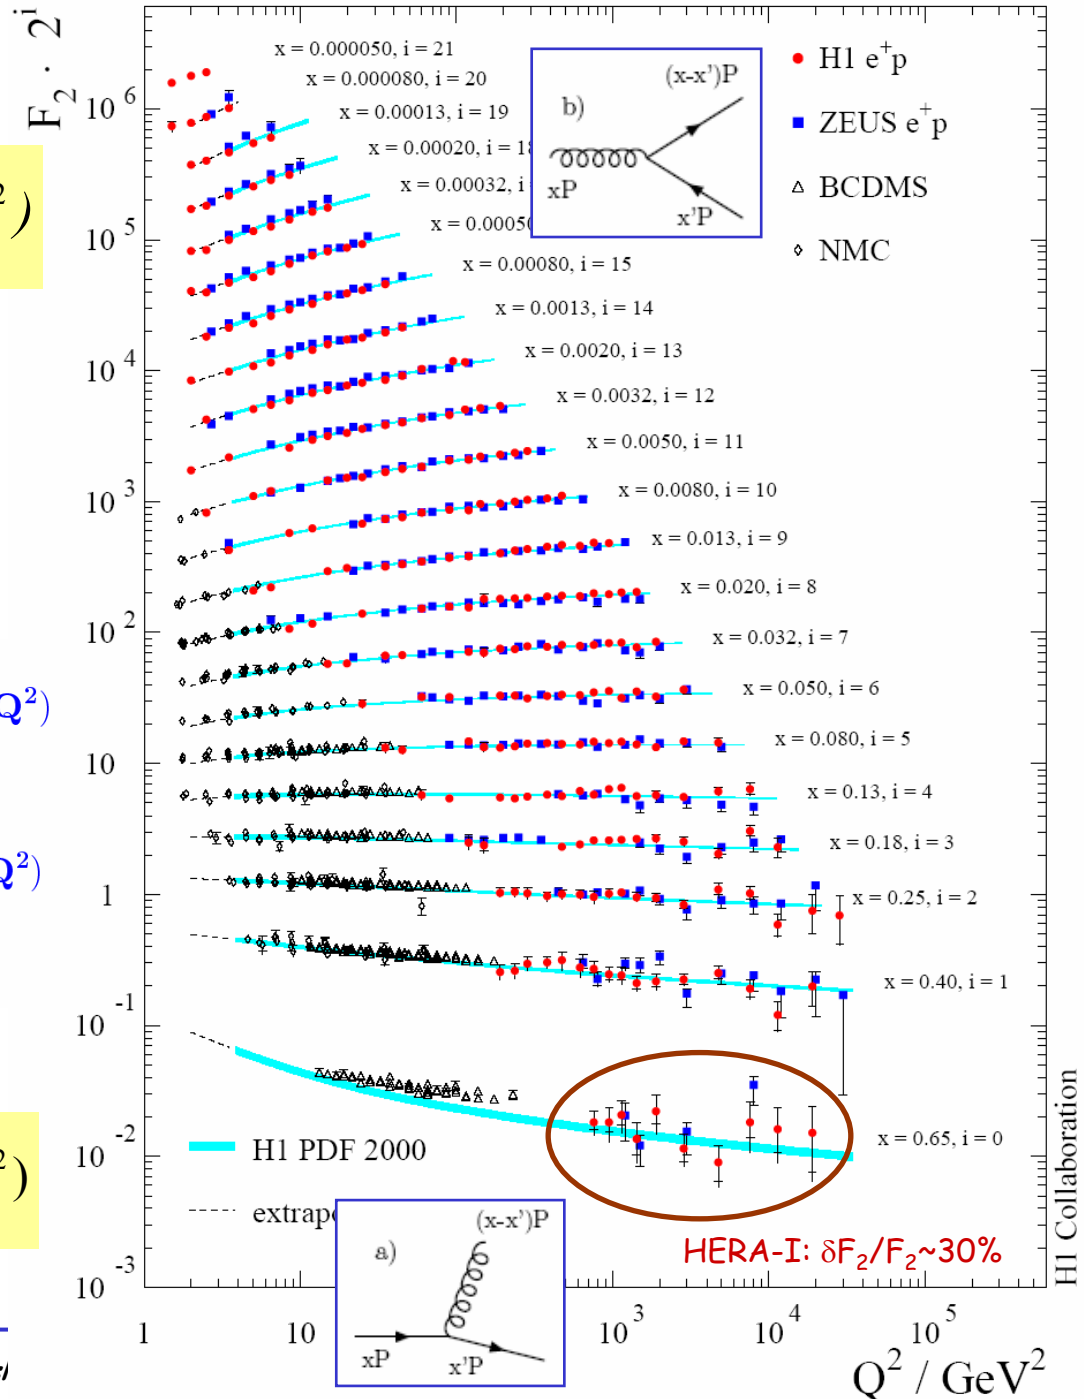 F₂ · 2ⁱ
x = 0.000050, i = 21
x = 0.000080, i = 20
x = 0.00013, i = 19
x = 0.00020, i = 18
x = 0.00032, i
x = 0.00050
x = 0.00080, i = 15
x = 0.0013, i = 14
x = 0.0020, i = 13
x = 0.0032, i = 12
x = 0.0050, i = 11
x = 0.0080, i = 10
x = 0.013, i = 9
x = 0.020, i = 8
x = 0.032, i = 7
x = 0.050, i = 6
x = 0.080, i = 5
x = 0.13, i = 4
x = 0.18, i = 3
x = 0.25, i = 2
x = 0.40, i = 1
x = 0.65, i = 0
H1 e⁺p
ZEUS e⁺p
BCDMS
NMC
b)
(x-x')P
xP
x'P
10⁶
10⁵
10⁴
10³
10²
10
1
10⁻¹
10⁻²
10⁻³
²)
Q²)
Q²)
²)
H1 PDF 2000
extrapo
a)
(x-x')P
xP
x'P
HERA-I: δF₂/F₂~30%
H1 Collaboration
1
10
10³
10⁴
10⁵
Q² / GeV²